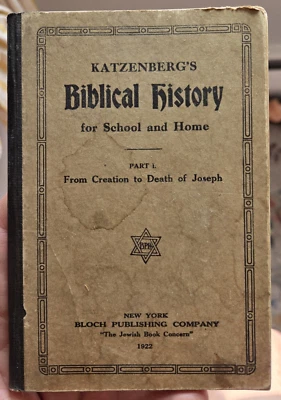 KATZENBERG'S
Biblical History
for School and Home
PART I.
From Creation to Death of Joseph
NEW YORK
BLOCH PUBLISHING COMPANY
"The Jewish Book Concern"
1922